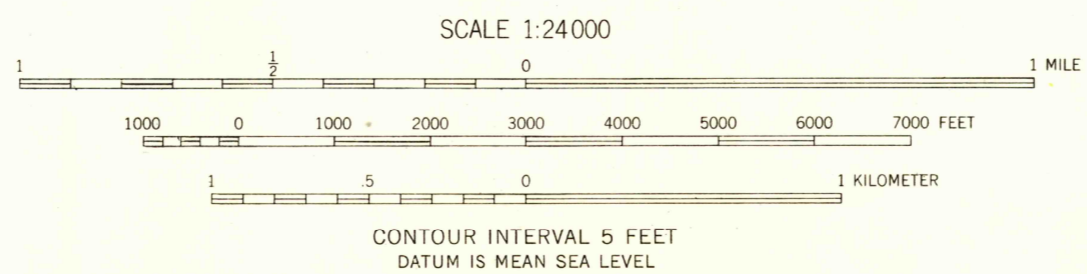 SCALE 1:24000
1 1/2 0 1 MILE
1000 0 1000 2000 3000 4000 5000 6000 7000 FEET
1 .5 0 1 KILOMETER
CONTOUR INTERVAL 5 FEET
DATUM IS MEAN SEA LEVEL